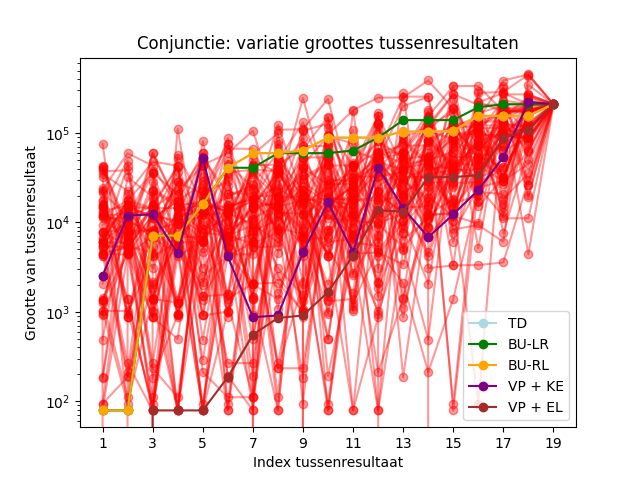 Conjunctie: variatie groottes tussenresultaten
Grootte van tussenresultaat
10^5
10^4
10^3
10^2
1 3 5 7 9 11 13 15 17 19
Index tussenresultaat
TD
BU-LR
BU-RL
VP + KE
VP + EL